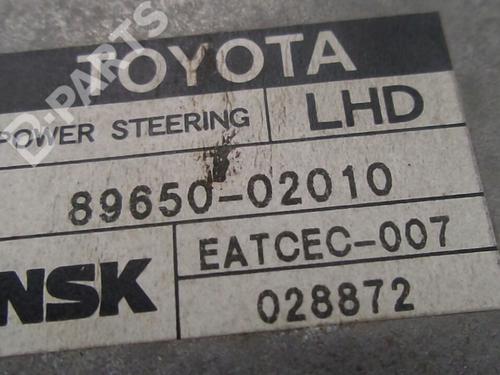 TOYOTA
POWER STEERING LHD
89650-02010
NSK EATCEC-007
028872
D-PARTS